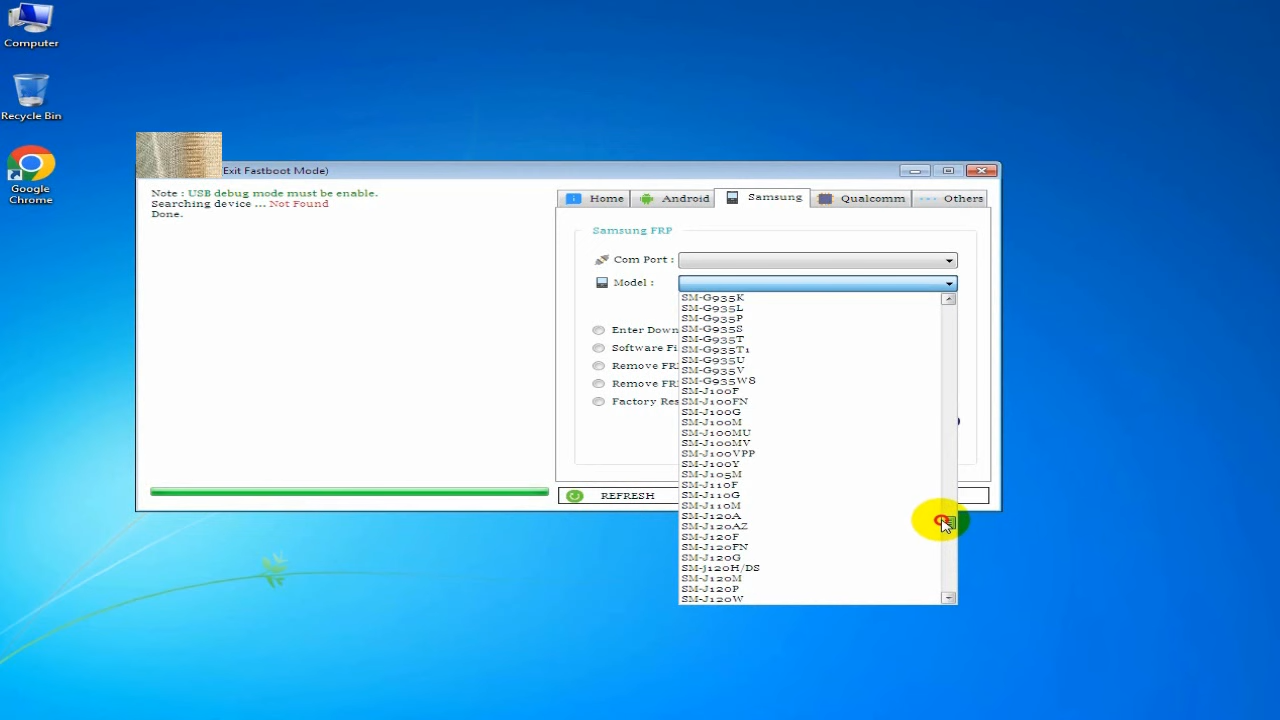 Computer
Recycle Bin
Google
Chrome
Exit Fastboot Mode)
Note : USB debug mode must be enable.
Searching device ... Not Found
Done.
Home
Android
Samsung
Qualcomm
Others
Samsung FRP
Com Port :
Model :
SM-G935K
SM-G935L
SM-G935P
SM-G935S
SM-G935T
SM-G935T1
SM-G935U
SM-G935V
SM-G935W8
SM-J100F
SM-J100FN
SM-J100G
SM-J100M
SM-J100MU
SM-J100MV
SM-J100VPP
SM-J100Y
SM-J105M
SM-J110F
SM-J110G
SM-J110M
SM-J120A
SM-J120AZ
SM-J120F
SM-J120FN
SM-J120G
SM-j120H/DS
SM-J120M
SM-J120P
SM-J120W
Enter Down
Software Fi
Remove FR
Remove FR
Factory Res
REFRESH